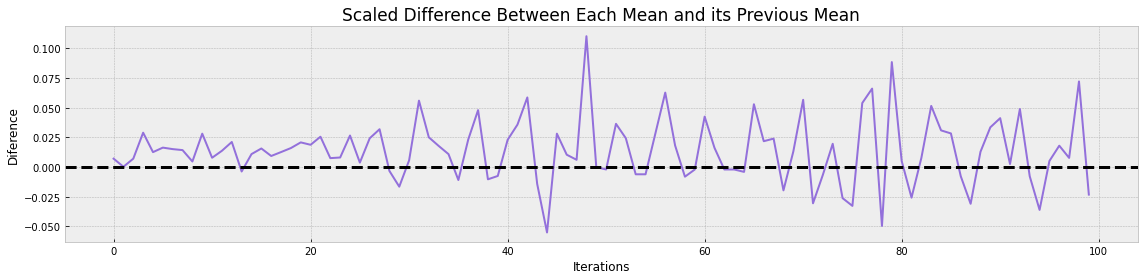 Scaled Difference Between Each Mean and its Previous Mean
Diference
0.100
0.075
0.050
0.025
0.000
−0.025
−0.050
0 20 40 60 80 100
Iterations